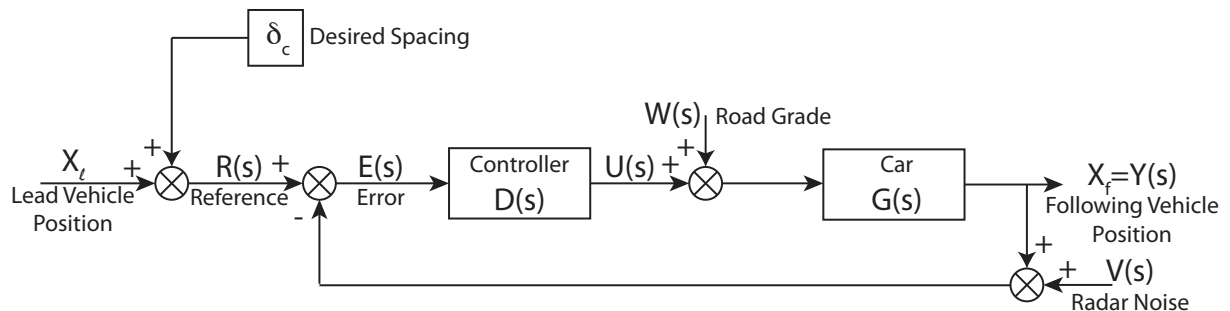 δc Desired Spacing
W(s) Road Grade
+
+
+
Xℓ
+
R(s)
+
E(s)
Controller
U(s)
+
Car
Xf=Y(s)
Lead Vehicle
Position
Reference
Error
D(s)
G(s)
Following Vehicle
Position
-
+
+
V(s)
Radar Noise